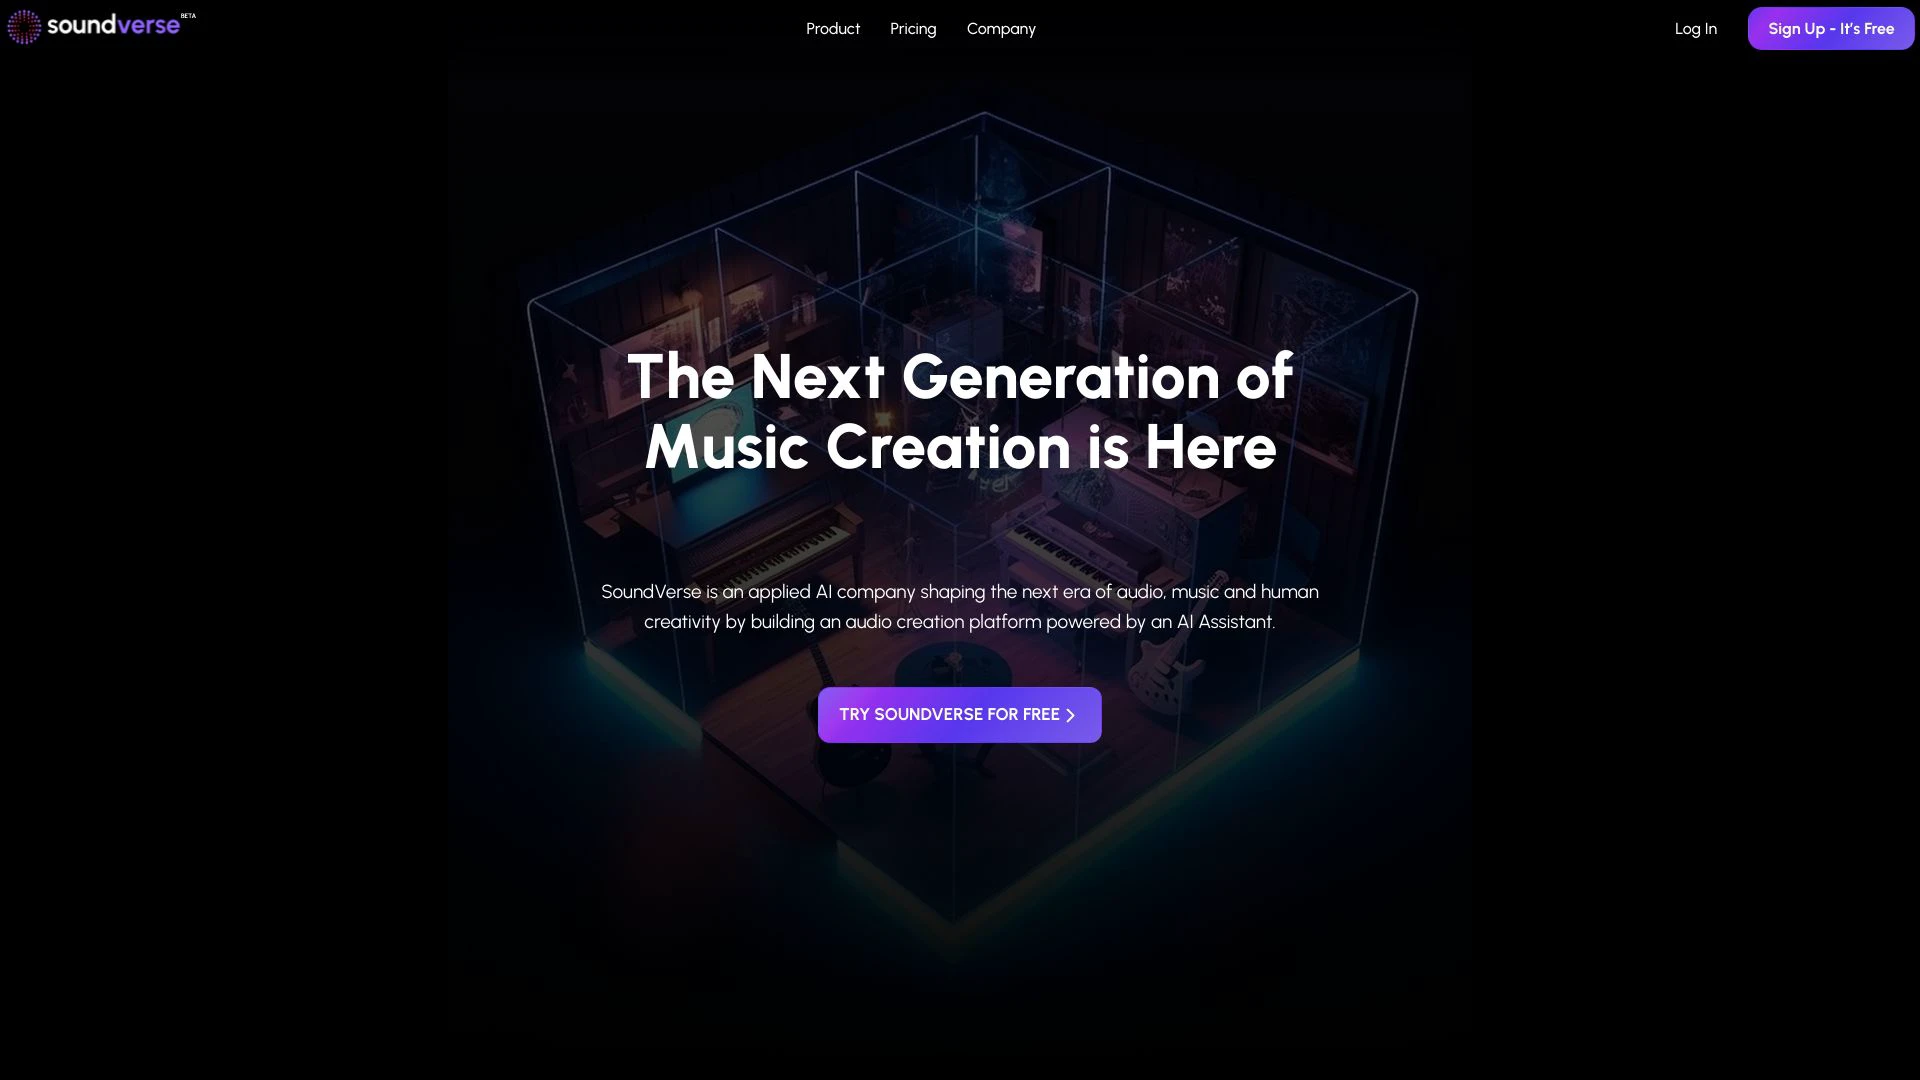 soundverse BETA
Product
Pricing
Company
Log In
Sign Up - It's Free
The Next Generation of
Music Creation is Here
SoundVerse is an applied AI company shaping the next era of audio, music and human
creativity by building an audio creation platform powered by an AI Assistant.
TRY SOUNDVERSE FOR FREE